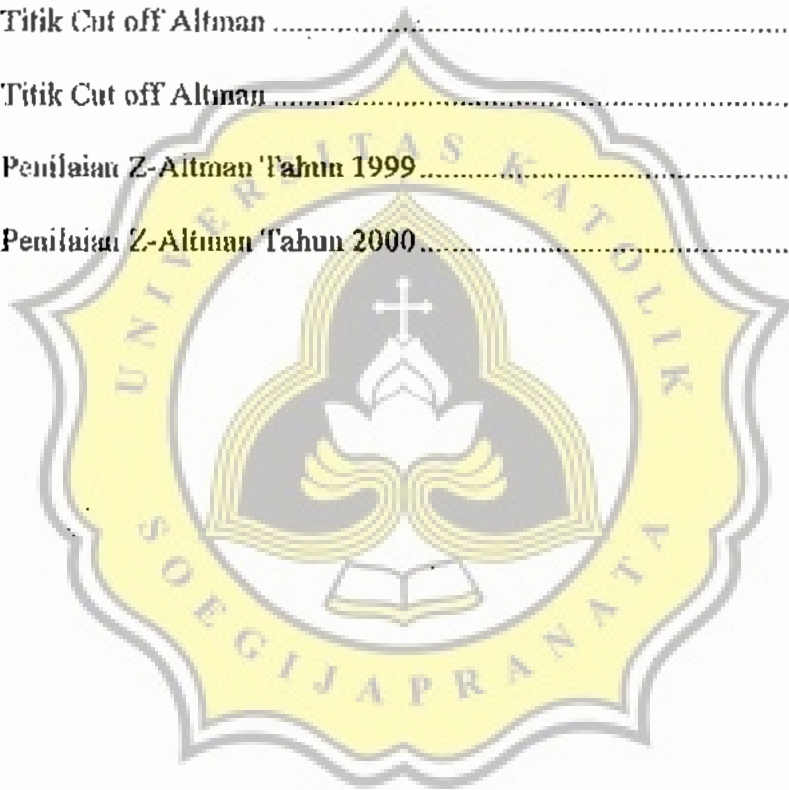 Titik Cut off Altman ..........
Titik Cut off Altman ..........
Penilaian Z-Altman Tahun 1999 ..........
Penilaian Z-Altman Tahun 2000 ..........
UNIVERSITAS KATOLIK
SOEGIJAPRANATA